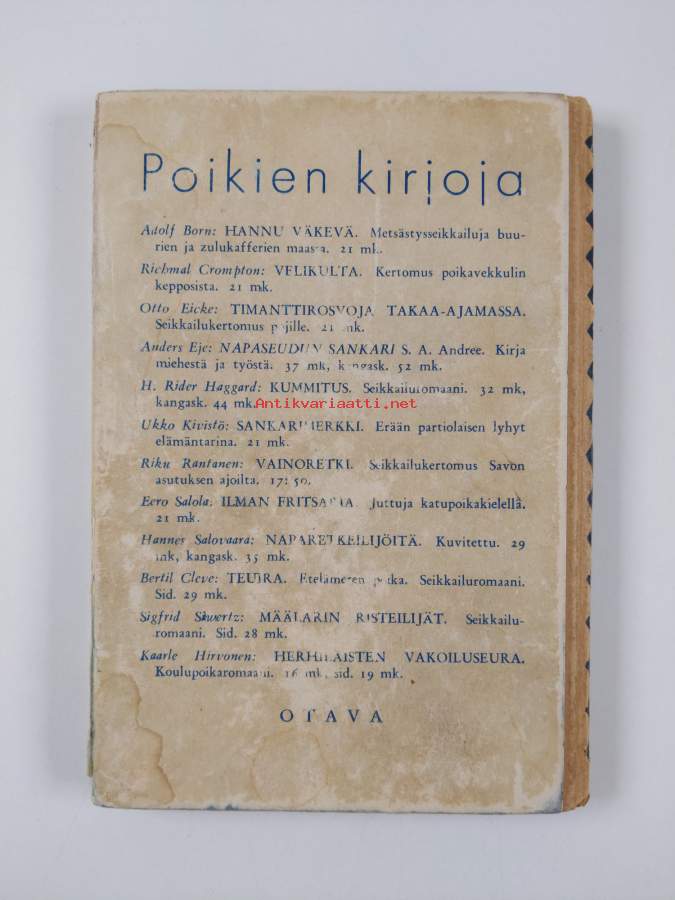 Poikien kirjoja
Adolf Born: HANNU VÄKEVÄ. Metsästysseikkailuja buu-
rien ja zulukafferien maasta. 21 mk.
Richmal Crompton: VELIKULTA. Kertomus poikavekkulin
kepposista. 21 mk.
Otto Eicke: TIMANTTIROSVOJA TAKAA-AJAMASSA.
Seikkailukertomus pojille. 21 mk.
Anders Eje: NAPASEUDUN SANKARI S. A. Andree. Kirja
miehestä ja työstä. 37 mk, kangask. 52 mk.
H. Rider Haggard: KUMMITUS. Seikkailuromaani. 32 mk,
kangask. 44 mk.
Antikvariaatti.net
Ukko Kivistö: SANKARIMERKKI. Erään partiolaisen lyhyt
elämäntarina. 21 mk.
Riku Rantanen: VAINORETKI. Seikkailukertomus Savon
asutuksen ajoilta. 17: 50.
Eero Salola: ILMAN FRITSARIA. Juttuja katupoikakielellä.
21 mk.
Hannes Salovaara: NAPARETKEILIJÖITÄ. Kuvitettu. 29
mk, kangask. 35 mk.
Bertil Cleve: TEUIRA. Etelämeren poika. Seikkailuromaani.
Sid. 29 mk.
Sigfrid Siwertz: MÄÄLARIN RISTEILIJÄT. Seikkailu-
romaani. Sid. 28 mk.
Kaarle Hirvonen: HERHILÄISTEN VAKOILUSEURA.
Koulupoikaromaani. 16 mk, sid. 19 mk.
OTAVA